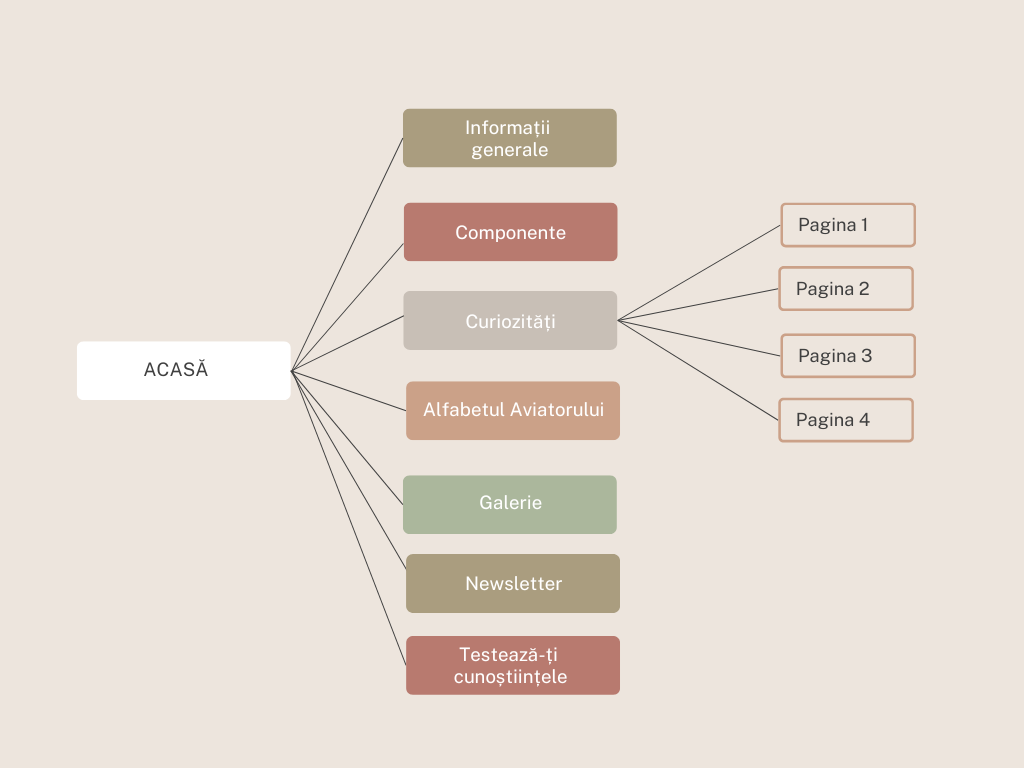 ACASĂ
Informații
generale
Componente
Curiozități
Alfabetul Aviatorului
Galerie
Newsletter
Testează-ți
cunoștiințele
Pagina 1
Pagina 2
Pagina 3
Pagina 4